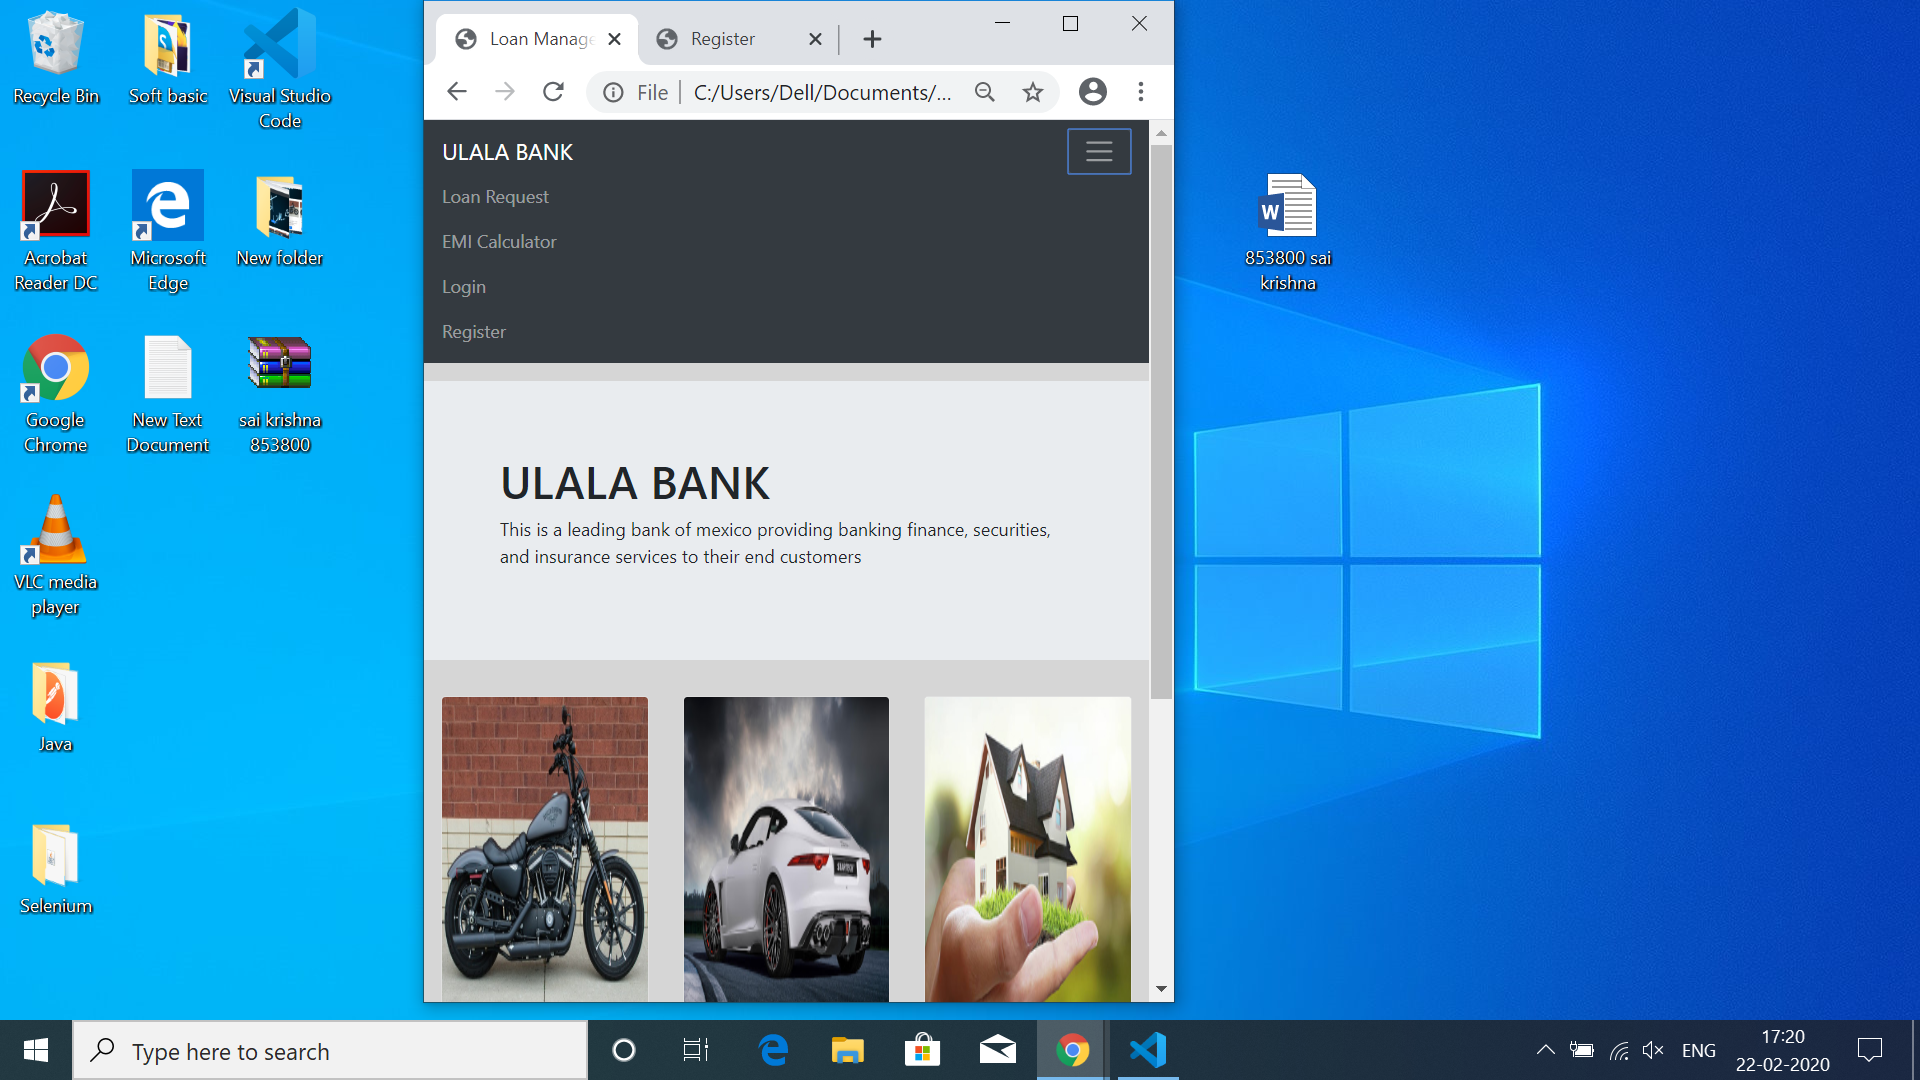 Recycle Bin
Soft basic
Visual Studio
Code
Acrobat
Reader DC
Microsoft
Edge
New folder
Google
Chrome
New Text
Document
sai krishna
853800
VLC media
player
Java
Selenium
Loan Manage
Register
File
C:/Users/Dell/Documents/...
ULALA BANK
Loan Request
EMI Calculator
Login
Register
ULALA BANK
This is a leading bank of mexico providing banking finance, securities,
and insurance services to their end customers
W
853800 sai
krishna
Type here to search
ENG
17:20
22-02-2020